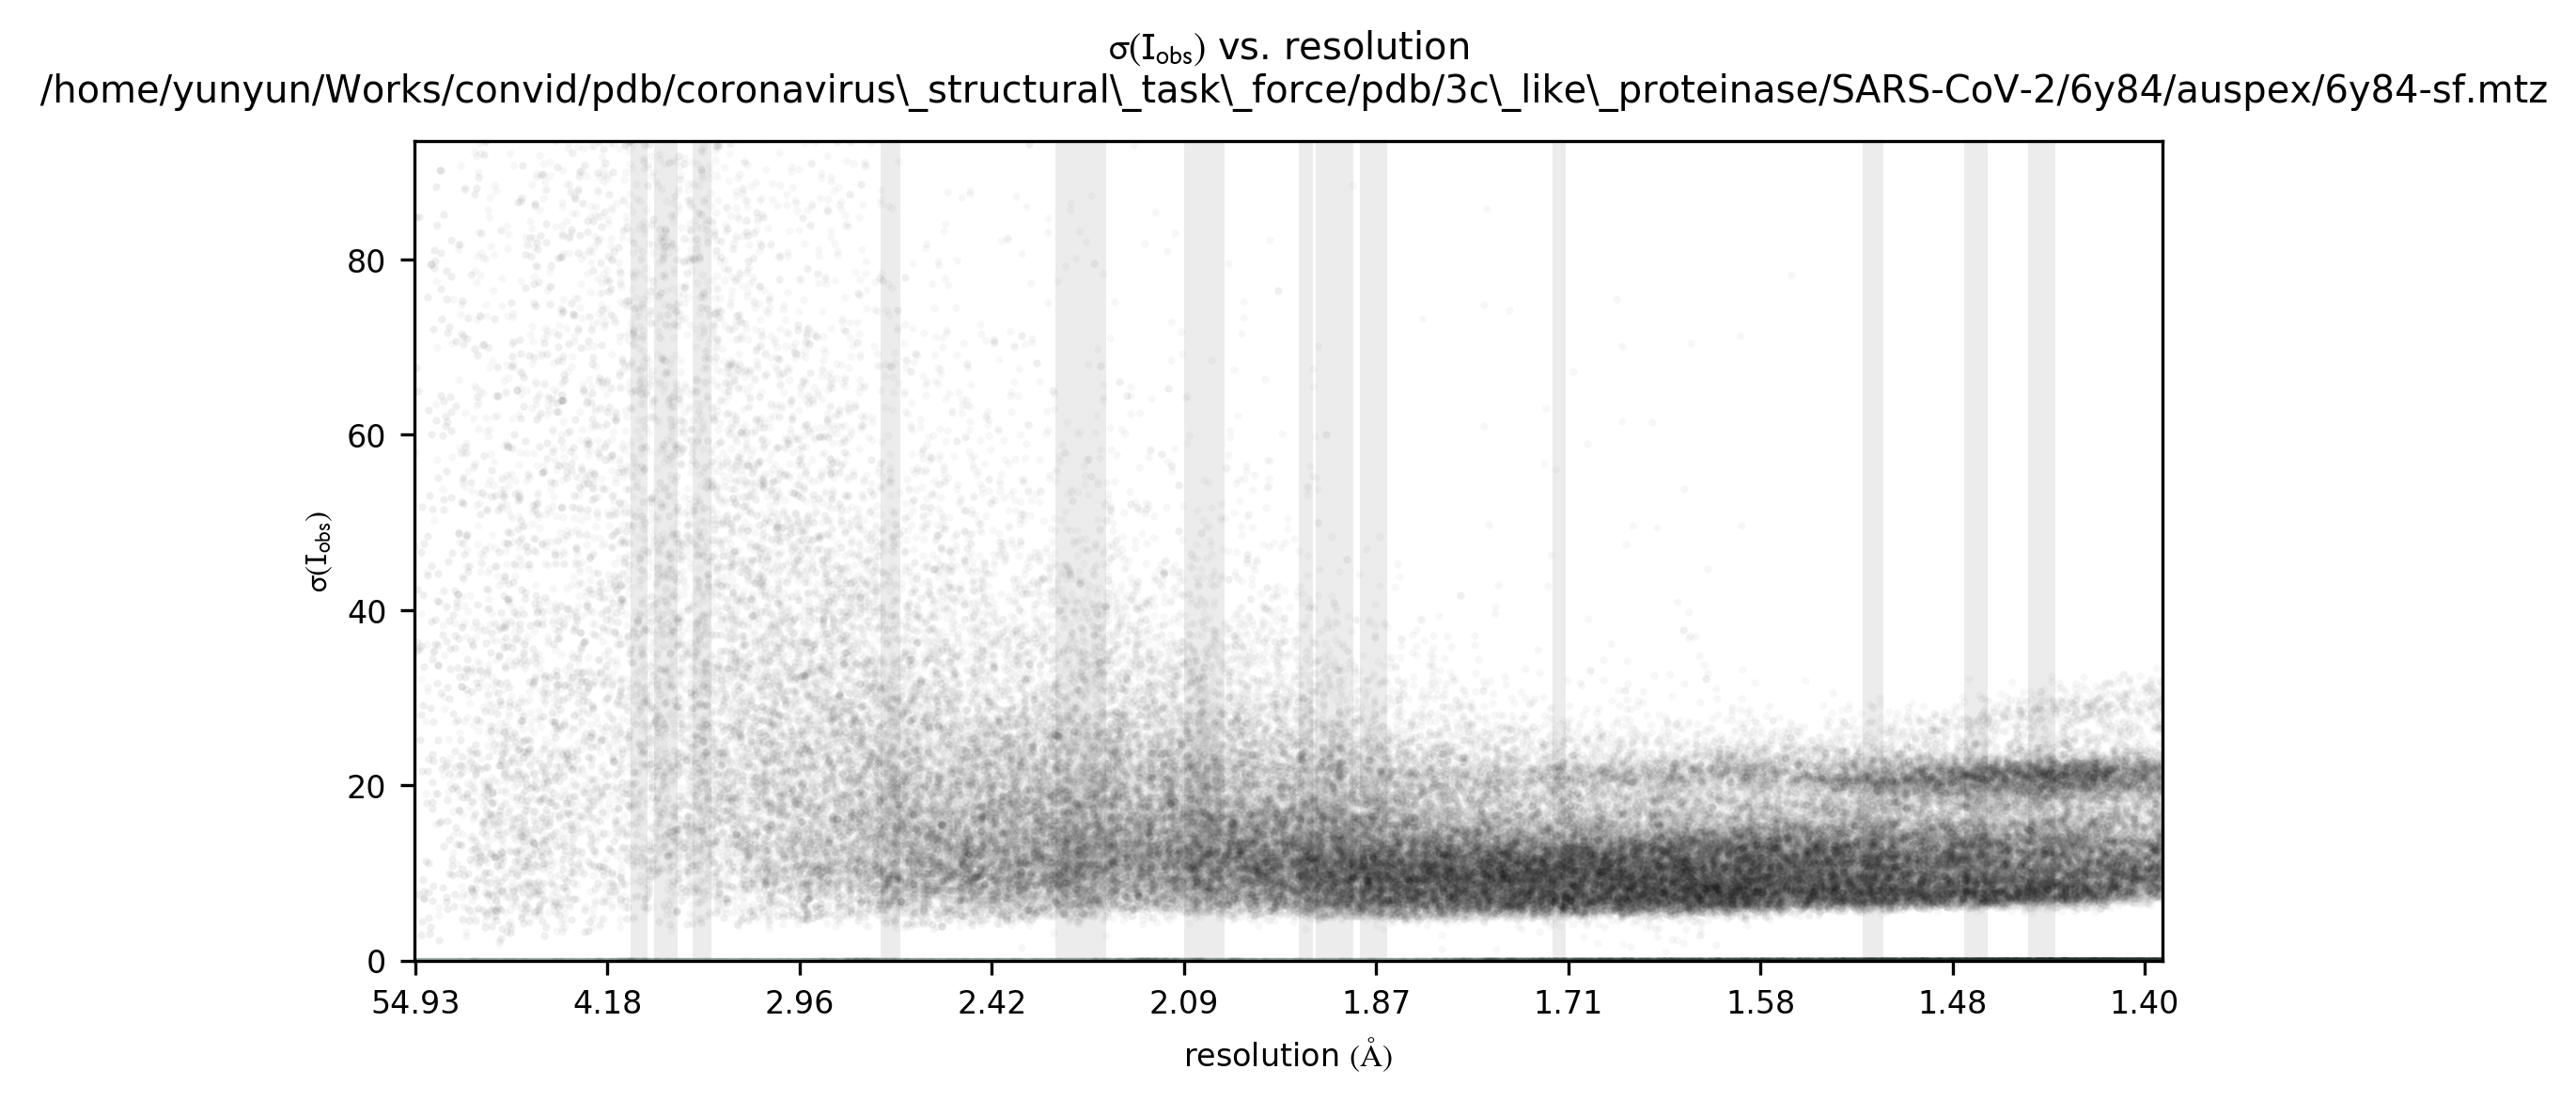 σ(I_obs) vs. resolution
/home/yunyun/Works/convid/pdb/coronavirus\_structural\_task\_force/pdb/3c\_like\_proteinase/SARS-CoV-2/6y84/auspex/6y84-sf.mtz
80
60
40
20
0
σ(I_obs)
54.93 4.18 2.96 2.42 2.09 1.87 1.71 1.58 1.48 1.40
resolution (Å)